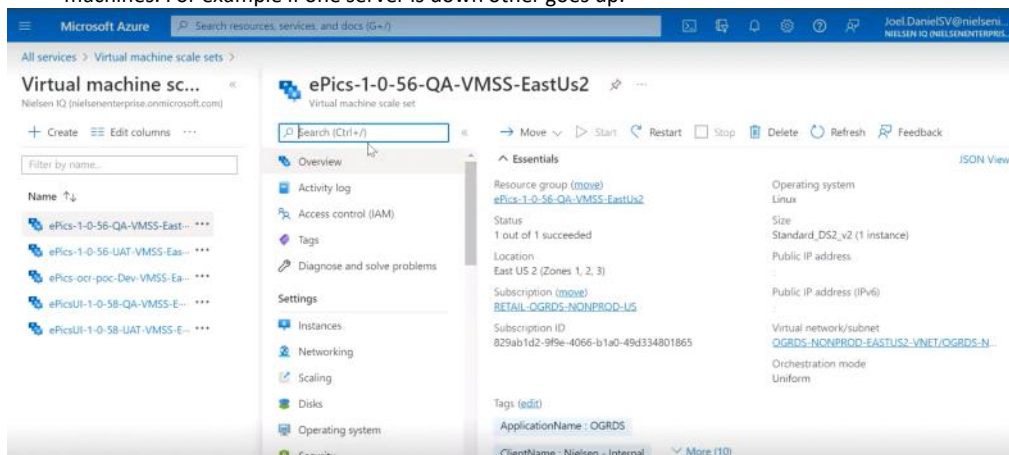 machines. For example if one server is down other goes up.
Microsoft Azure
Search resources, services, and docs (G+/)
Joel.DanielSV@nielseni...
NIELSEN IQ (NIELSENENTERPRIS...
All services > Virtual machine scale sets >
Virtual machine sc... «
Nielsen IQ (nielsenenterprise.onmicrosoft.com)
+ Create Edit columns ...
Filter by name...
Name ↑↓
ePics-1-0-56-QA-VMSS-East... ...
ePics-1-0-56-UAT-VMSS-Eas... ...
ePics-ocr-poc-Dev-VMSS-Ea... ...
ePicsUI-1-0-58-QA-VMSS-E... ...
ePicsUI-1-0-58-UAT-VMSS-E... ...
ePics-1-0-56-QA-VMSS-EastUs2 ...
Virtual machine scale set
Search (Ctrl+/) «
Overview
Activity log
Access control (IAM)
Tags
Diagnose and solve problems
Settings
Instances
Networking
Scaling
Disks
Operating system
Security
Move Start Restart Stop Delete Refresh Feedback
Essentials
JSON View
Resource group (move)
ePics-1-0-56-QA-VMSS-EastUs2
Status
1 out of 1 succeeded
Location
East US 2 (Zones 1, 2, 3)
Subscription (move)
RETAIL-OGRDS-NONPROD-US
Subscription ID
829ab1d2-9f9e-4066-b1a0-49d334801865
Operating system
Linux
Size
Standard_DS2_v2 (1 instance)
Public IP address
Public IP address (IPv6)
Virtual network/subnet
OGRDS-NONPROD-EASTUS2-VNET/OGRDS-N...
Orchestration mode
Uniform
Tags (edit)
ApplicationName : OGRDS
ClientName : Nielsen - Internal
More (10)